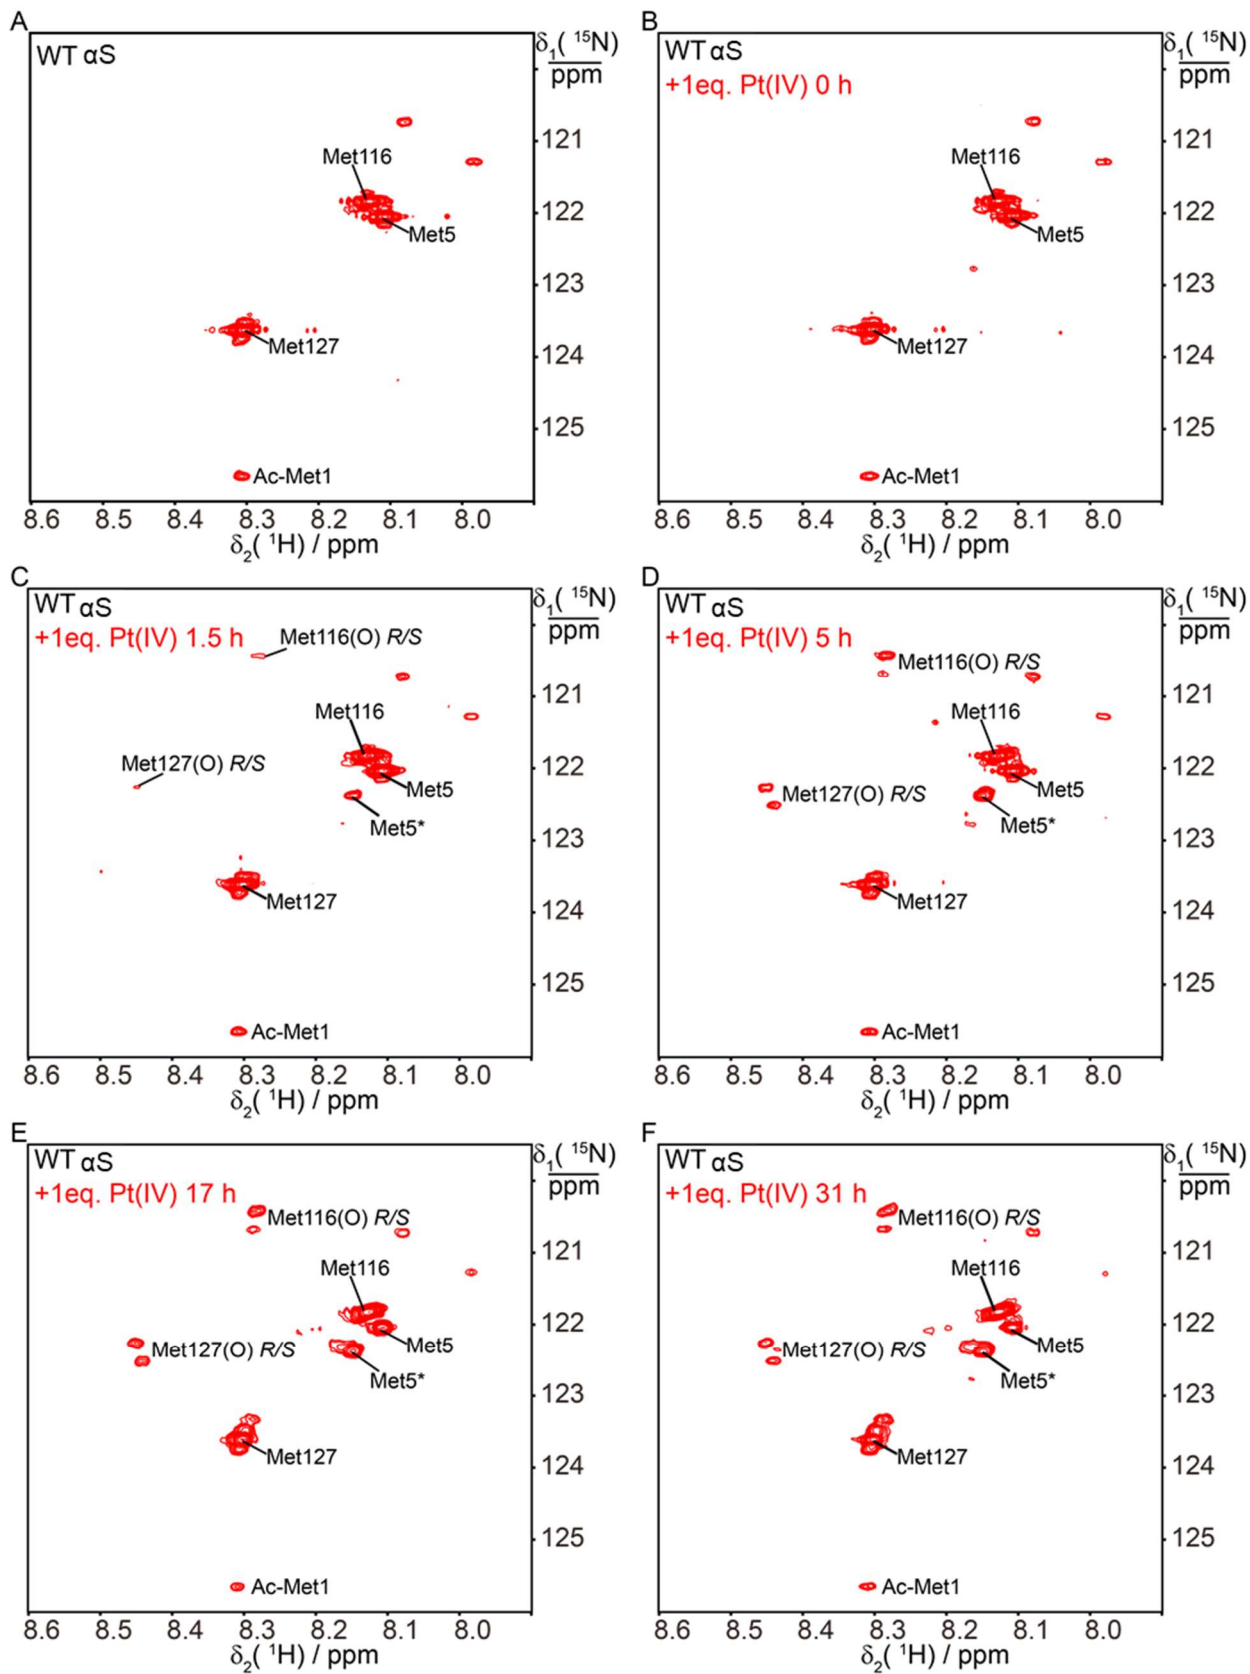 A
WT αS
δ1( 15N)
ppm
Met116
121
122
Met5
123
Met127
124
125
Ac-Met1
8.6 8.5 8.4 8.3 8.2 8.1 8.0
δ2( 1H) / ppm
B
WT αS
+1eq. Pt(IV) 0 h
δ1( 15N)
ppm
121
Met116
122
Met5
123
Met127
124
125
Ac-Met1
8.6 8.5 8.4 8.3 8.2 8.1 8.0
δ2( 1H) / ppm
C
WT αS
+1eq. Pt(IV) 1.5 h
δ1( 15N)
ppm
Met116(O) R/S
121
Met116
Met127(O) R/S
122
Met5
Met5*
123
Met127
124
125
Ac-Met1
8.6 8.5 8.4 8.3 8.2 8.1 8.0
δ2( 1H) / ppm
D
WT αS
+1eq. Pt(IV) 5 h
δ1( 15N)
ppm
Met116(O) R/S
121
Met116
122
Met127(O) R/S
Met5
Met5*
123
Met127
124
125
Ac-Met1
8.6 8.5 8.4 8.3 8.2 8.1 8.0
δ2( 1H) / ppm
E
WT αS
+1eq. Pt(IV) 17 h
δ1( 15N)
ppm
Met116(O) R/S
121
Met116
122
Met127(O) R/S
Met5
Met5*
123
Met127
124
125
Ac-Met1
8.6 8.5 8.4 8.3 8.2 8.1 8.0
δ2( 1H) / ppm
F
WT αS
+1eq. Pt(IV) 31 h
δ1( 15N)
ppm
Met116(O) R/S
121
Met116
122
Met127(O) R/S
Met5
Met5*
123
Met127
124
125
Ac-Met1
8.6 8.5 8.4 8.3 8.2 8.1 8.0
δ2( 1H) / ppm